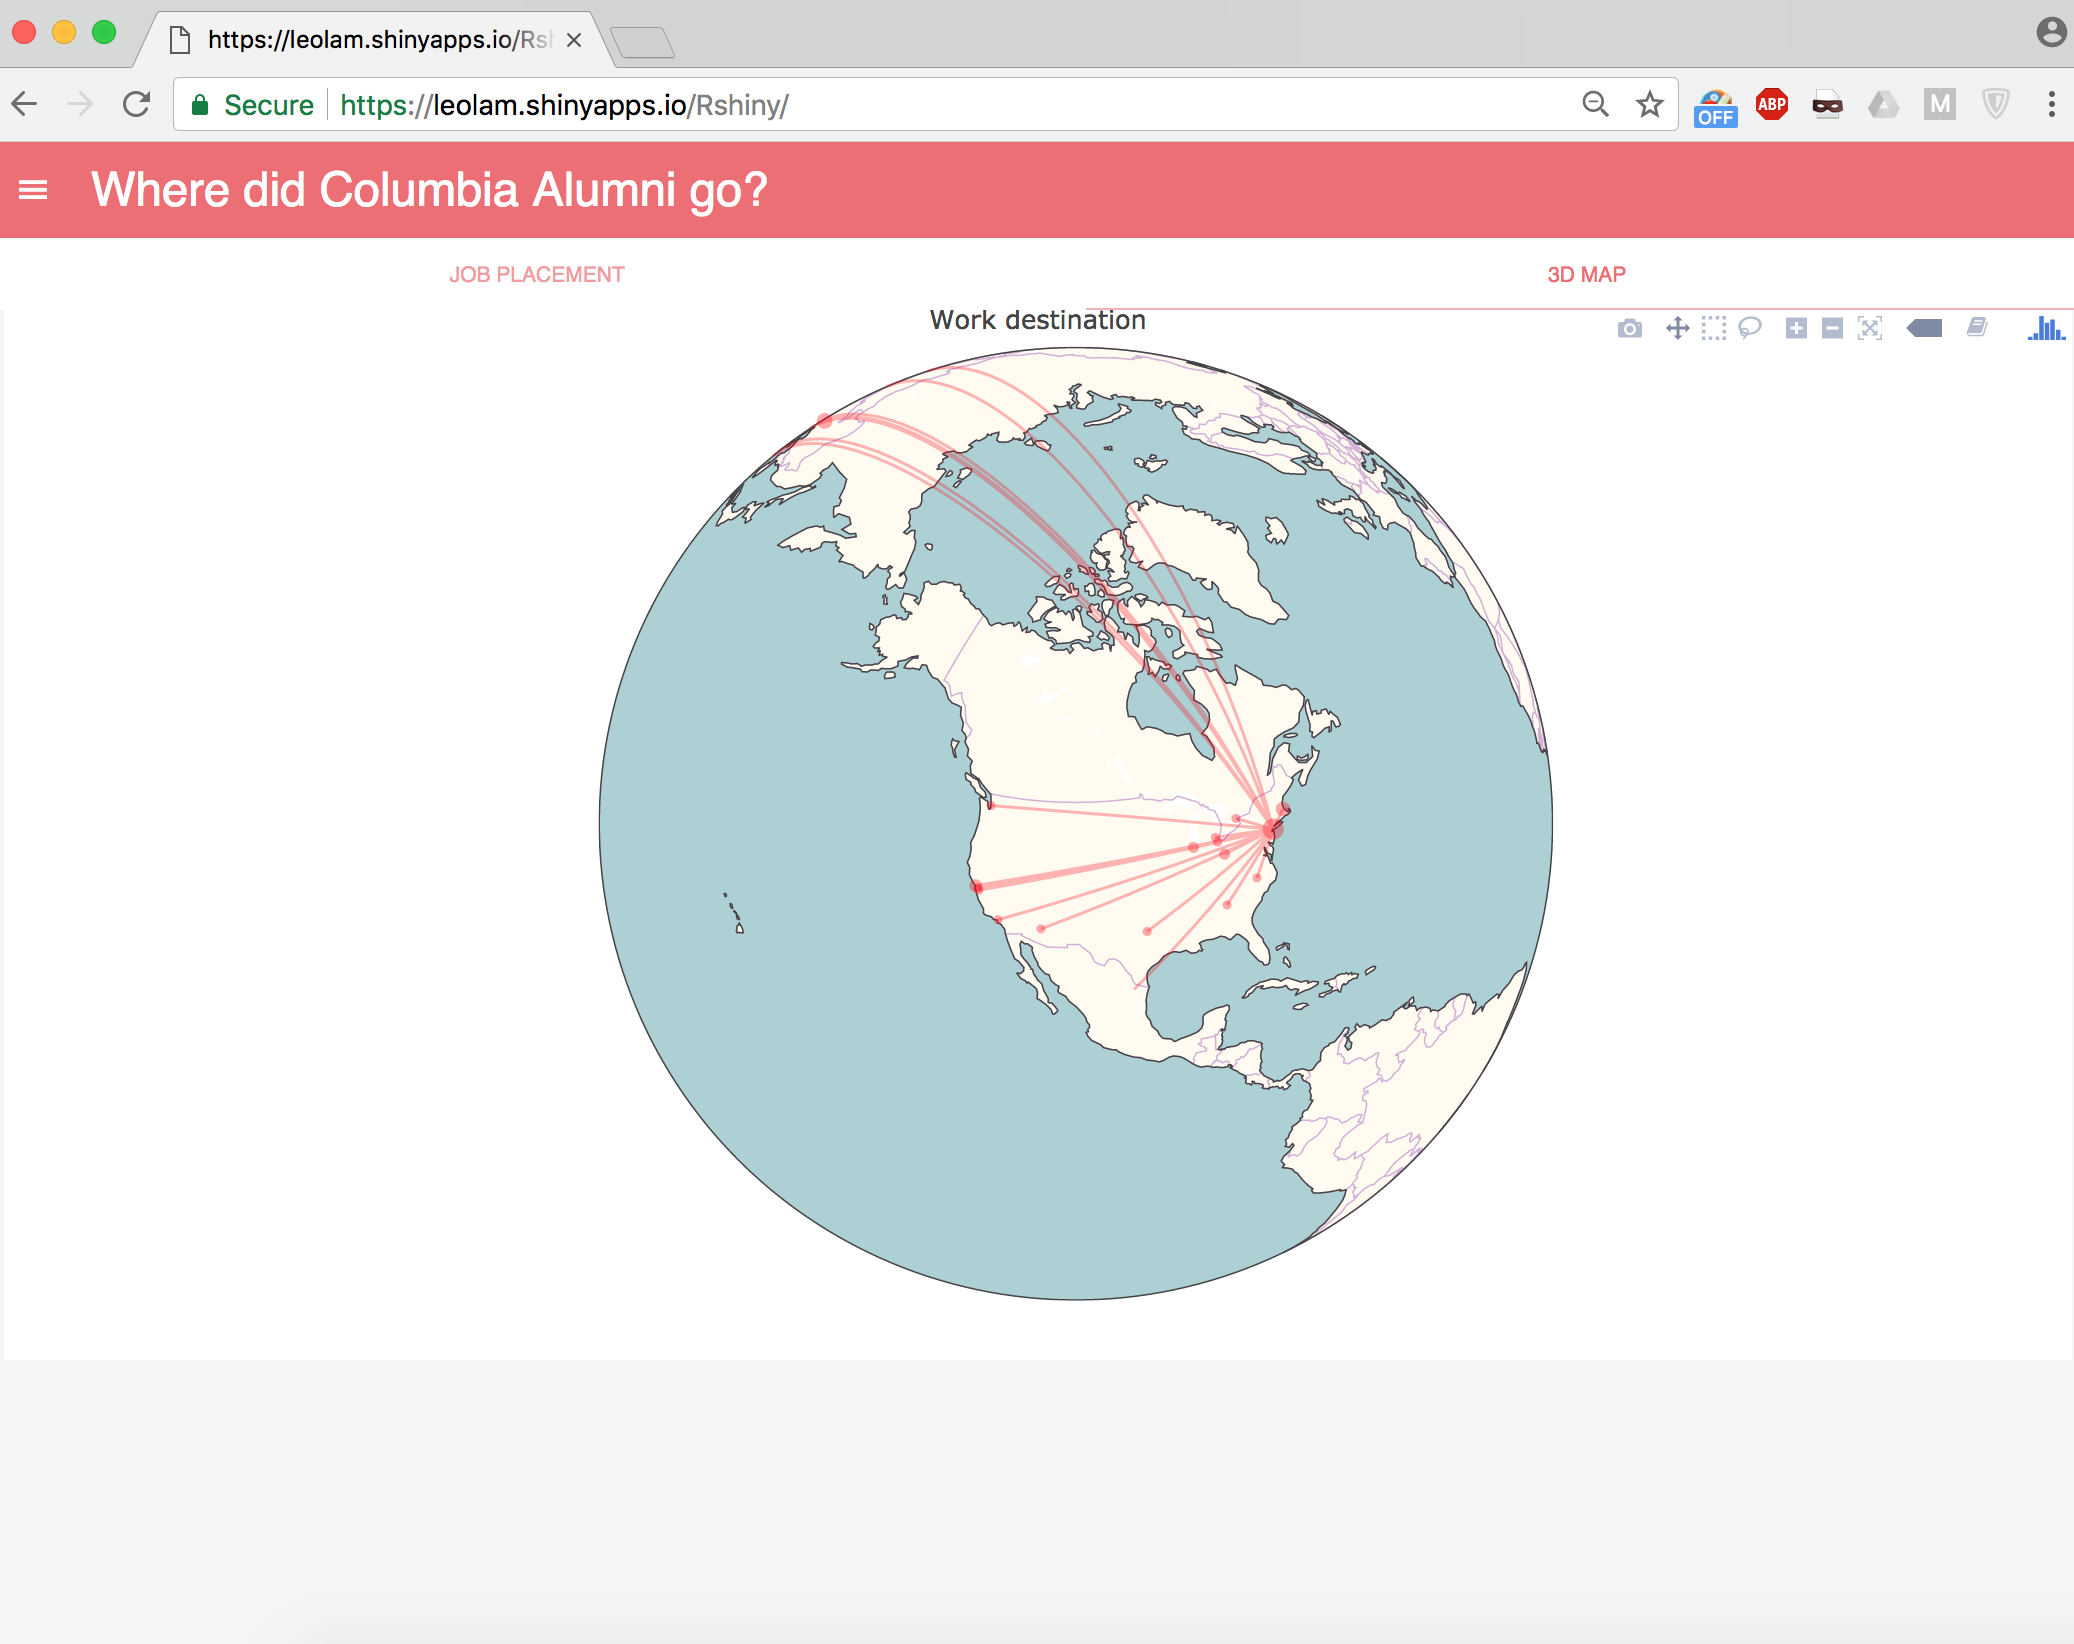 https://leolam.shinyapps.io/Rsh
Secure
https://leolam.shinyapps.io/Rshiny/
OFF
ABP
M
Where did Columbia Alumni go?
JOB PLACEMENT
3D MAP
Work destination